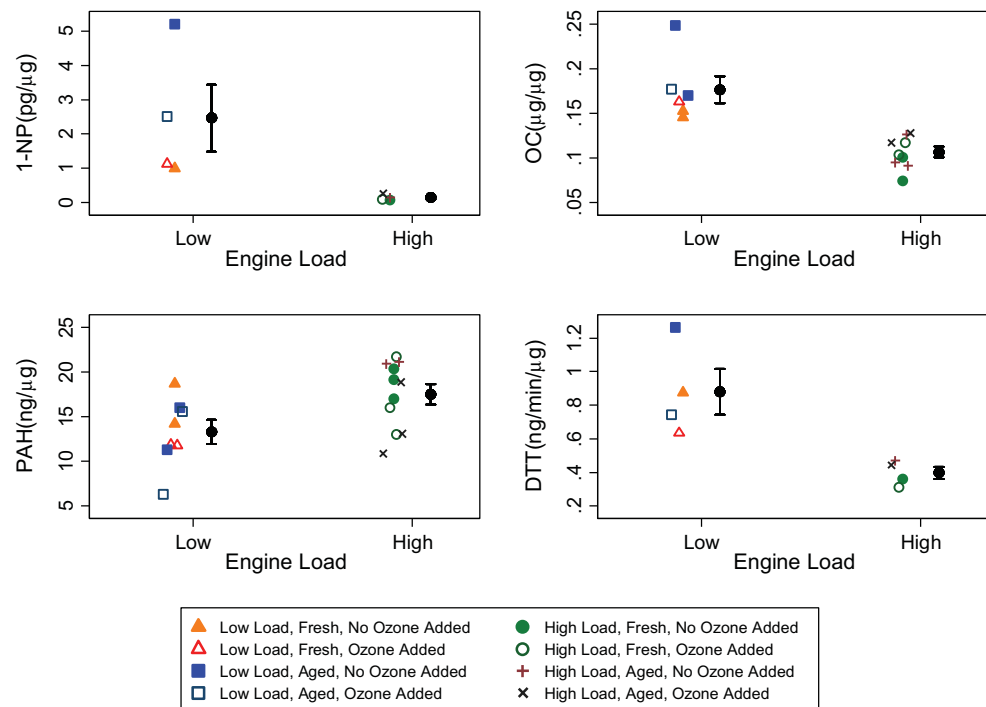 1-NP(pg/μg)
5
4
3
2
1
0
Low
High
Engine Load
OC(μg/μg)
.25
.2
.15
.1
.05
Low
High
Engine Load
PAH(ng/μg)
25
20
15
10
5
Low
High
Engine Load
DTT(ng/min/μg)
1.2
1
.8
.6
.4
.2
Low
High
Engine Load
Low Load, Fresh, No Ozone Added
Low Load, Fresh, Ozone Added
Low Load, Aged, No Ozone Added
Low Load, Aged, Ozone Added
High Load, Fresh, No Ozone Added
High Load, Fresh, Ozone Added
High Load, Aged, No Ozone Added
High Load, Aged, Ozone Added